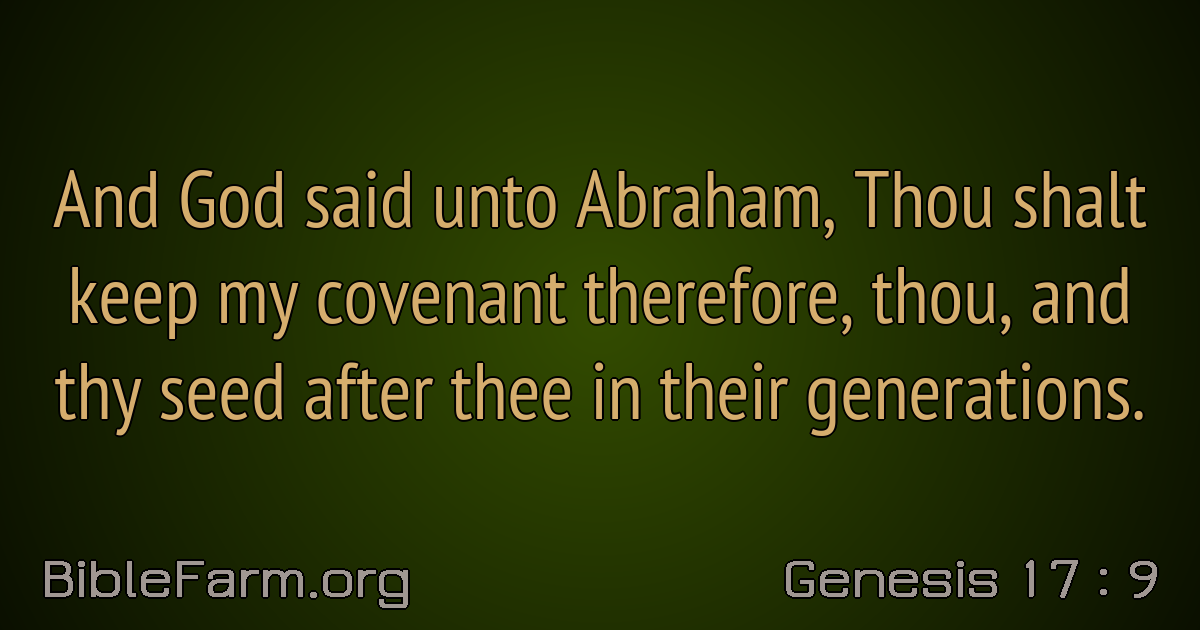 And God said unto Abraham, Thou shalt
keep my covenant therefore, thou, and
thy seed after thee in their generations.
BibleFarm.org
Genesis 17 : 9